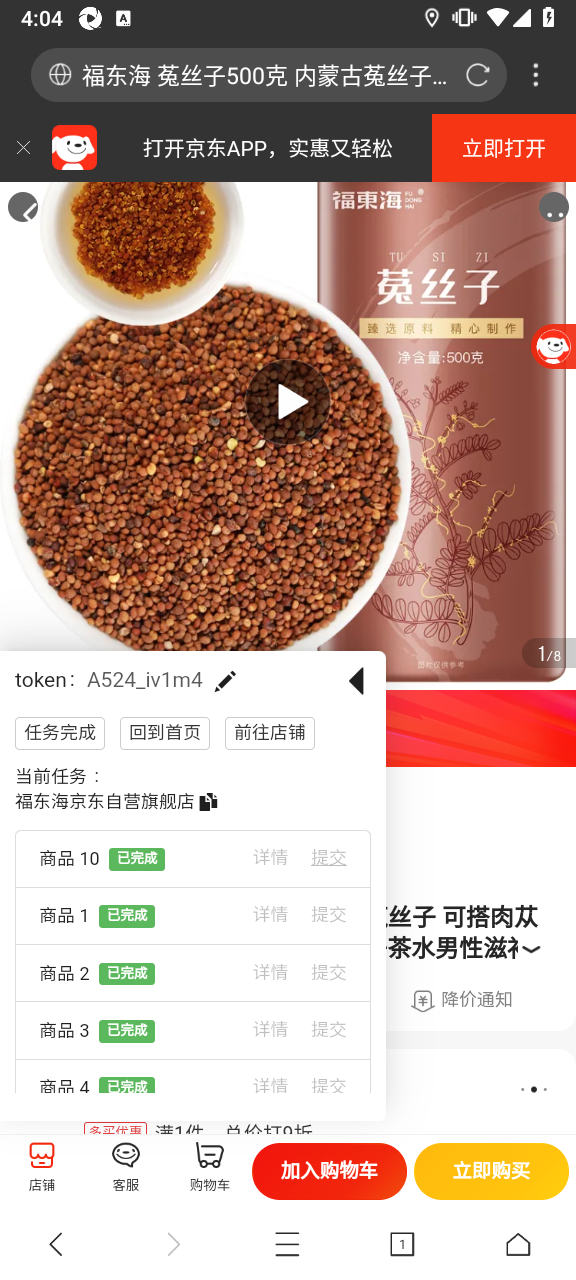 4:04
福东海 菟丝子500克 内蒙古菟丝子...
打开京东APP，实惠又轻松
立即打开
福東海 FU DONG HAI
TU SI ZI
菟丝子
臻选原料 精心制作
净含量:500克
图片仅供参考
1/8
token： A524_iv1m4
任务完成 回到首页 前往店铺
当前任务：
福东海京东自营旗舰店
商品 10 已完成 详情 提交
商品 1 已完成 详情 提交
商品 2 已完成 详情 提交
商品 3 已完成 详情 提交
商品 4 已完成 详情 提交
丝子 可搭肉苁
茶水男性滋补
降价通知
多买优惠 满1件，总价打9折
店铺 客服 购物车 加入购物车 立即购买
1